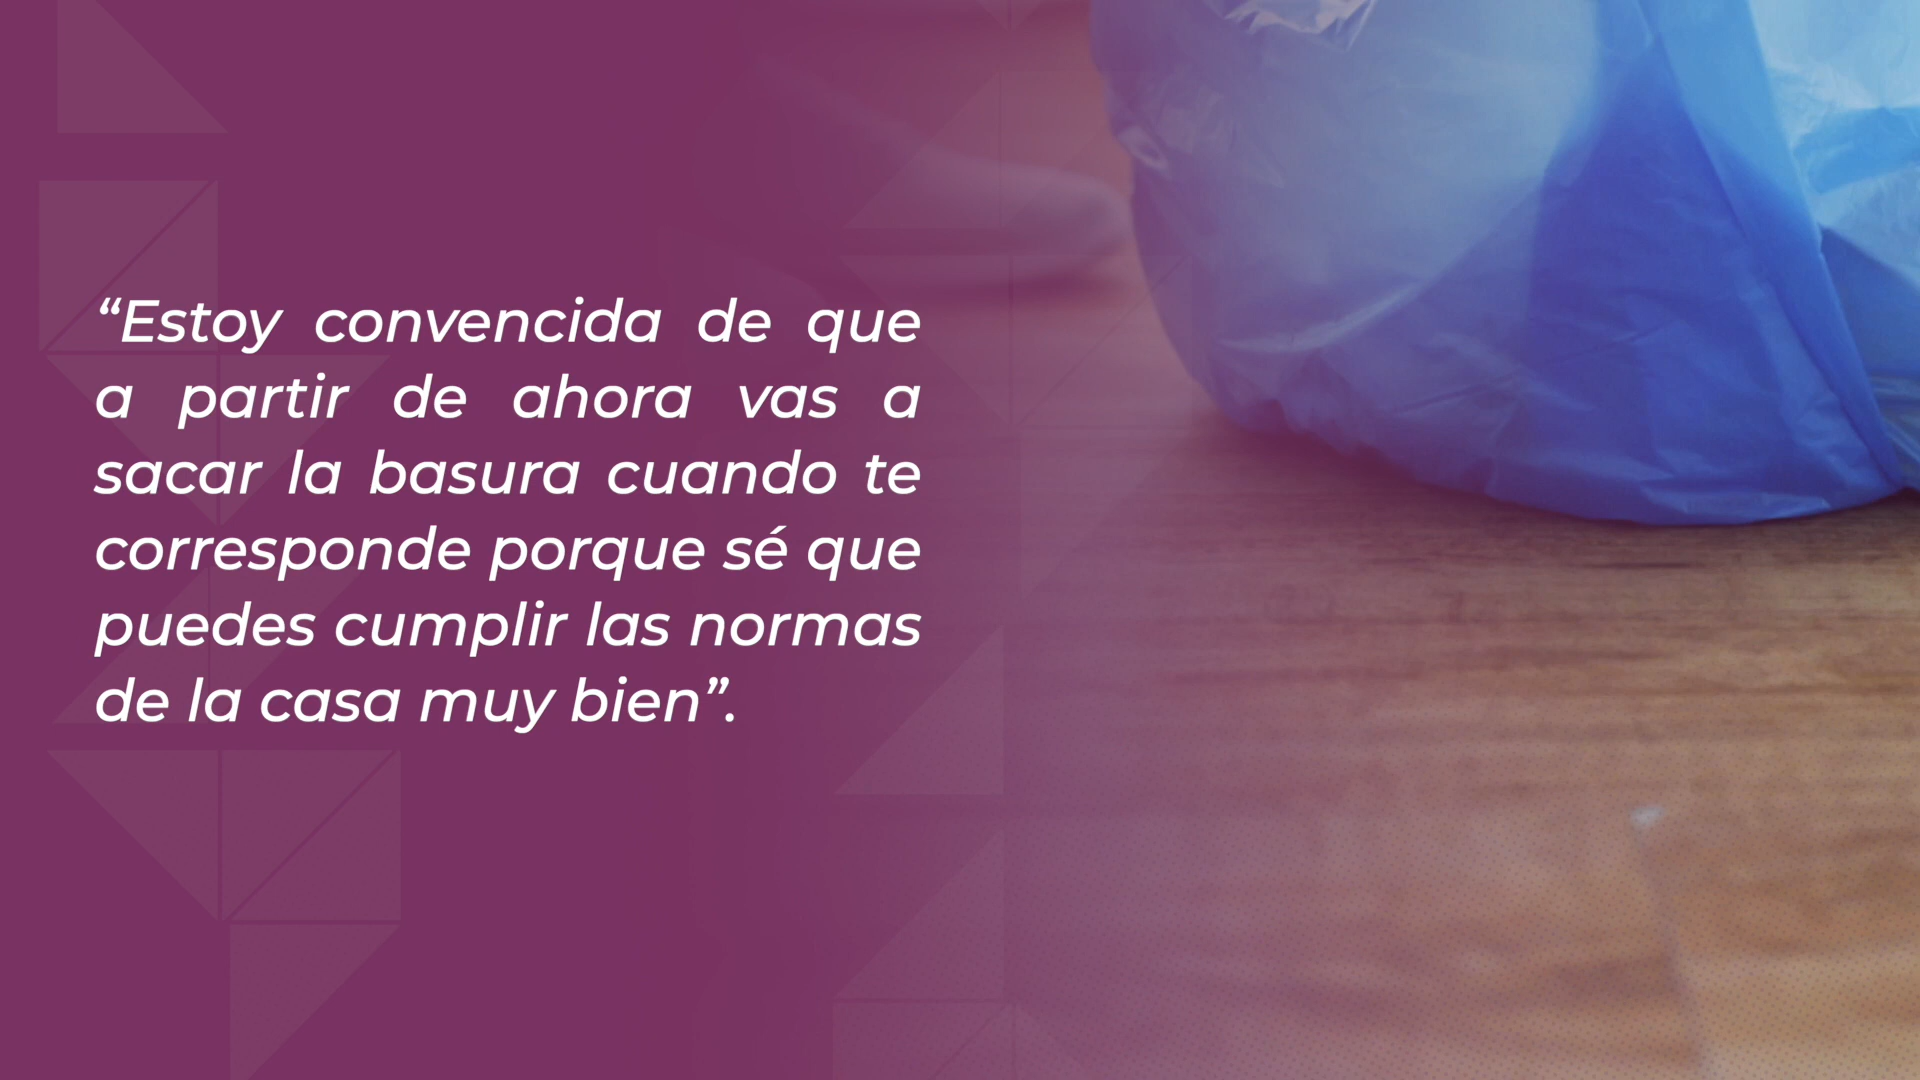 “Estoy convencida de que
a partir de ahora vas a
sacar la basura cuando te
corresponde porque sé que
puedes cumplir las normas
de la casa muy bien”.